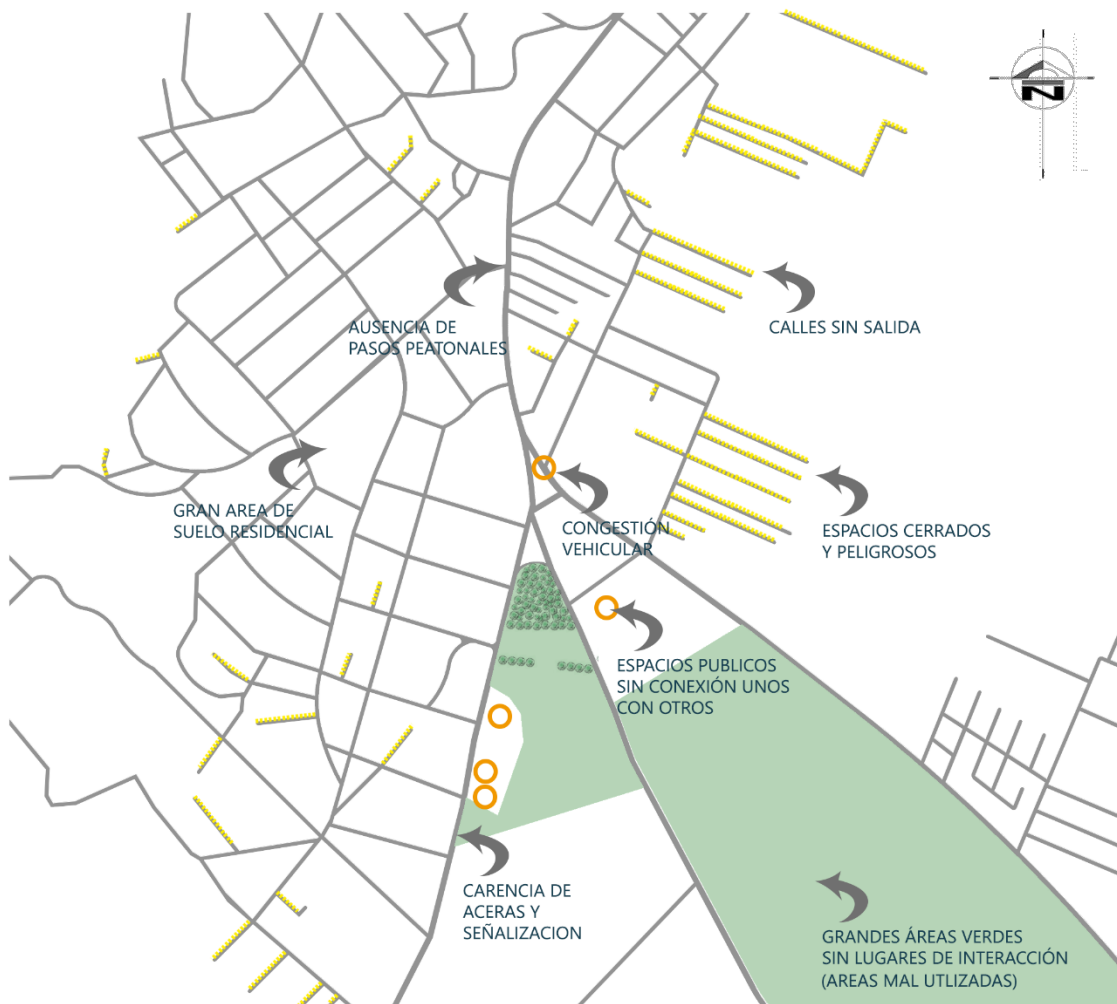 N
AUSENCIA DE
PASOS PEATONALES
CALLES SIN SALIDA
GRAN AREA DE
SUELO RESIDENCIAL
CONGESTIÓN
VEHICULAR
ESPACIOS CERRADOS
Y PELIGROSOS
ESPACIOS PUBLICOS
SIN CONEXIÓN UNOS
CON OTROS
CARENCIA DE
ACERAS Y
SEÑALIZACION
GRANDES ÁREAS VERDES
SIN LUGARES DE INTERACCIÓN
(AREAS MAL UTLIZADAS)